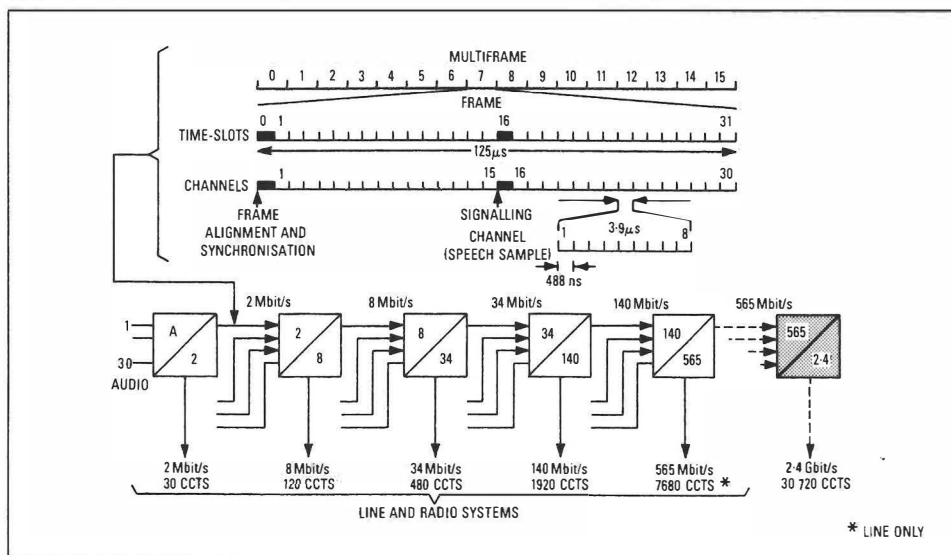 MULTIFRAME
0 1 2 3 4 5 6 7 8 9 10 11 12 13 14 15
FRAME
0 1 16 31
TIME-SLOTS
125µs
CHANNELS
1 15 16 30
FRAME
ALIGNMENT AND
SYNCHRONISATION
SIGNALLING
CHANNEL
(SPEECH SAMPLE)
1 3·9µs 8
488 ns
2 Mbit/s 8 Mbit/s 34 Mbit/s 140 Mbit/s 565 Mbit/s
1
30
AUDIO
A
2
2
8
8
34
34
140
140
565
565
2·4
2 Mbit/s
30 CCTS
8 Mbit/s
120 CCTS
34 Mbit/s
480 CCTS
140 Mbit/s
1920 CCTS
565 Mbit/s
7680 CCTS *
2·4 Gbit/s
30 720 CCTS
LINE AND RADIO SYSTEMS
* LINE ONLY